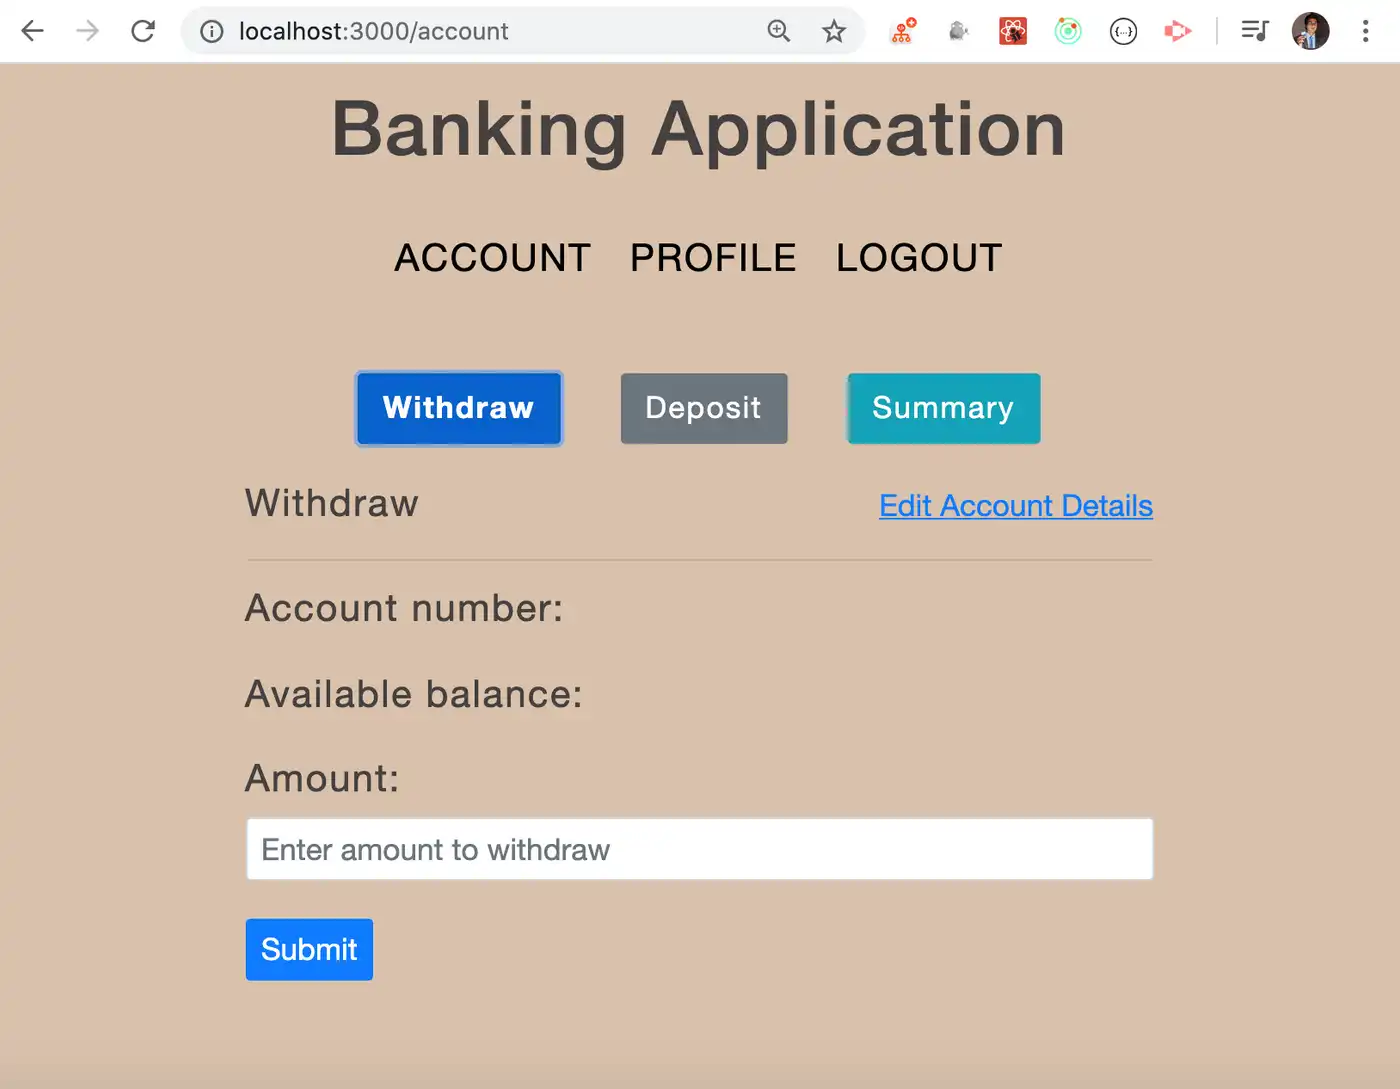 localhost:3000/account
Banking Application
ACCOUNT PROFILE LOGOUT
Withdraw Deposit Summary
Withdraw Edit Account Details
Account number:
Available balance:
Amount:
Enter amount to withdraw
Submit